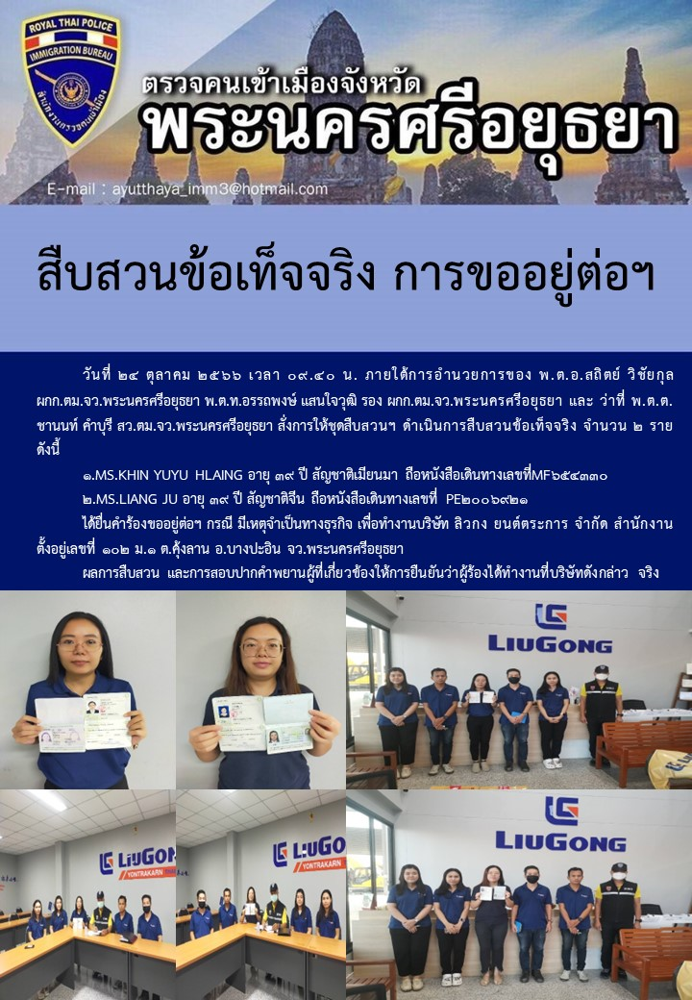 ROYAL THAI POLICE
IMMIGRATION BUREAU
สำนักงานตรวจคนเข้าเมือง
ตรวจคนเข้าเมืองจังหวัด
พระนครศรีอยุธยา
E-mail : ayutthaya_imm3@hotmail.com
สืบสวนข้อเท็จจริง การขออยู่ต่อฯ
วันที่ ๒๔ ตุลาคม ๒๕๖๖ เวลา ๐๙.๔๐ น. ภายใต้การอำนวยการของ พ.ต.อ.สถิตย์ วิชัยกุล
ผกก.ตม.จว.พระนครศรีอยุธยา พ.ต.ท.อรรถพงษ์ แสนใจวุฒิ รอง ผกก.ตม.จว.พระนครศรีอยุธยา และ ว่าที่ พ.ต.ต.
ชานนท์ คำบุรี สว.ตม.จว.พระนครศรีอยุธยา สั่งการให้ชุดสืบสวนฯ ดำเนินการสืบสวนข้อเท็จจริง จำนวน ๒ ราย
ดังนี้
๑.MS.KHIN YUYU HLAING อายุ ๓๙ ปี สัญชาติเมียนมา ถือหนังสือเดินทางเลขที่MF๖๕๔๓๓๐
๒.MS.LIANG JU อายุ ๓๙ ปี สัญชาติจีน ถือหนังสือเดินทางเลขที่ PE๒๐๐๖๙๒๑
ได้ยื่นคำร้องขออยู่ต่อฯ กรณี มีเหตุจำเป็นทางธุรกิจ เพื่อทำงานบริษัท ลิวกง ยนต์ตระการ จำกัด สำนักงาน
ตั้งอยู่เลขที่ ๑๐๒ ม.๑ ต.คุ้งลาน อ.บางปะอิน จว.พระนครศรีอยุธยา
ผลการสืบสวน และการสอบปากคำพยานผู้ที่เกี่ยวข้องให้การยืนยันว่าผู้ร้องได้ทำงานที่บริษัทดังกล่าว จริง
LIUGONG
LIUGONG
YONTRAKARN
LIUGO
YONTRAKARN
LIUGONG